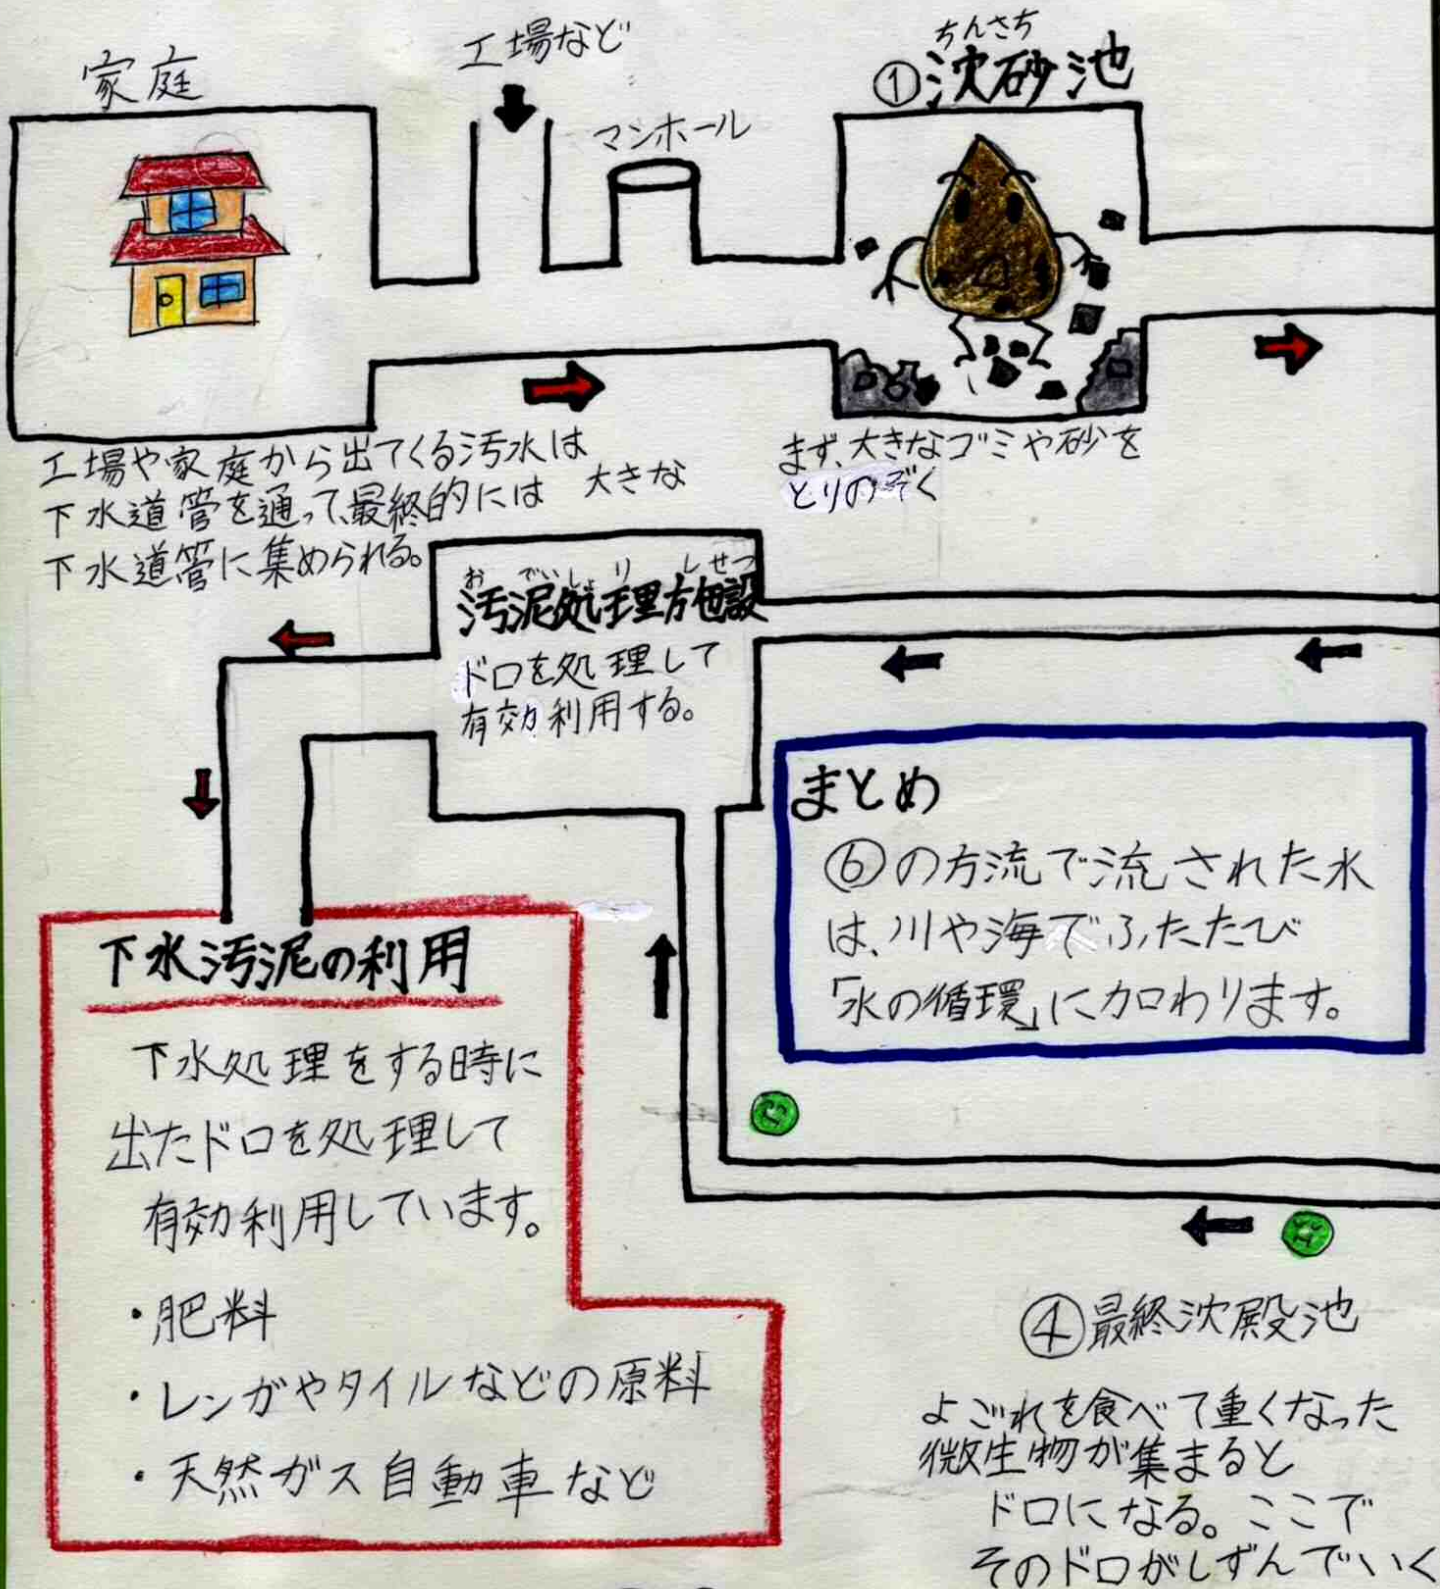 家庭
工場など
マンホール
ちんさち
①沈砂池
工場や家庭から出てくる汚水は
下水道管を通って、最終的には 大きな
下水道管に集められる。
まず、大きなゴミや砂を
とりのぞく
おでいしょりしせつ
汚泥処理施設
ドロを処理して
有効利用する。
まとめ
⑥の方流で流された水
は、川や海でふたたび
「水の循環」に加わります。
下水汚泥の利用
下水処理をする時に
出たドロを処理して
有効利用しています。
・肥料
・レンガやタイルなどの原料
・天然ガス自動車など
④最終沈殿池
よごれを食べて重くなった
微生物が集まると
ドロになる。ここで
そのドロがしずんでいく